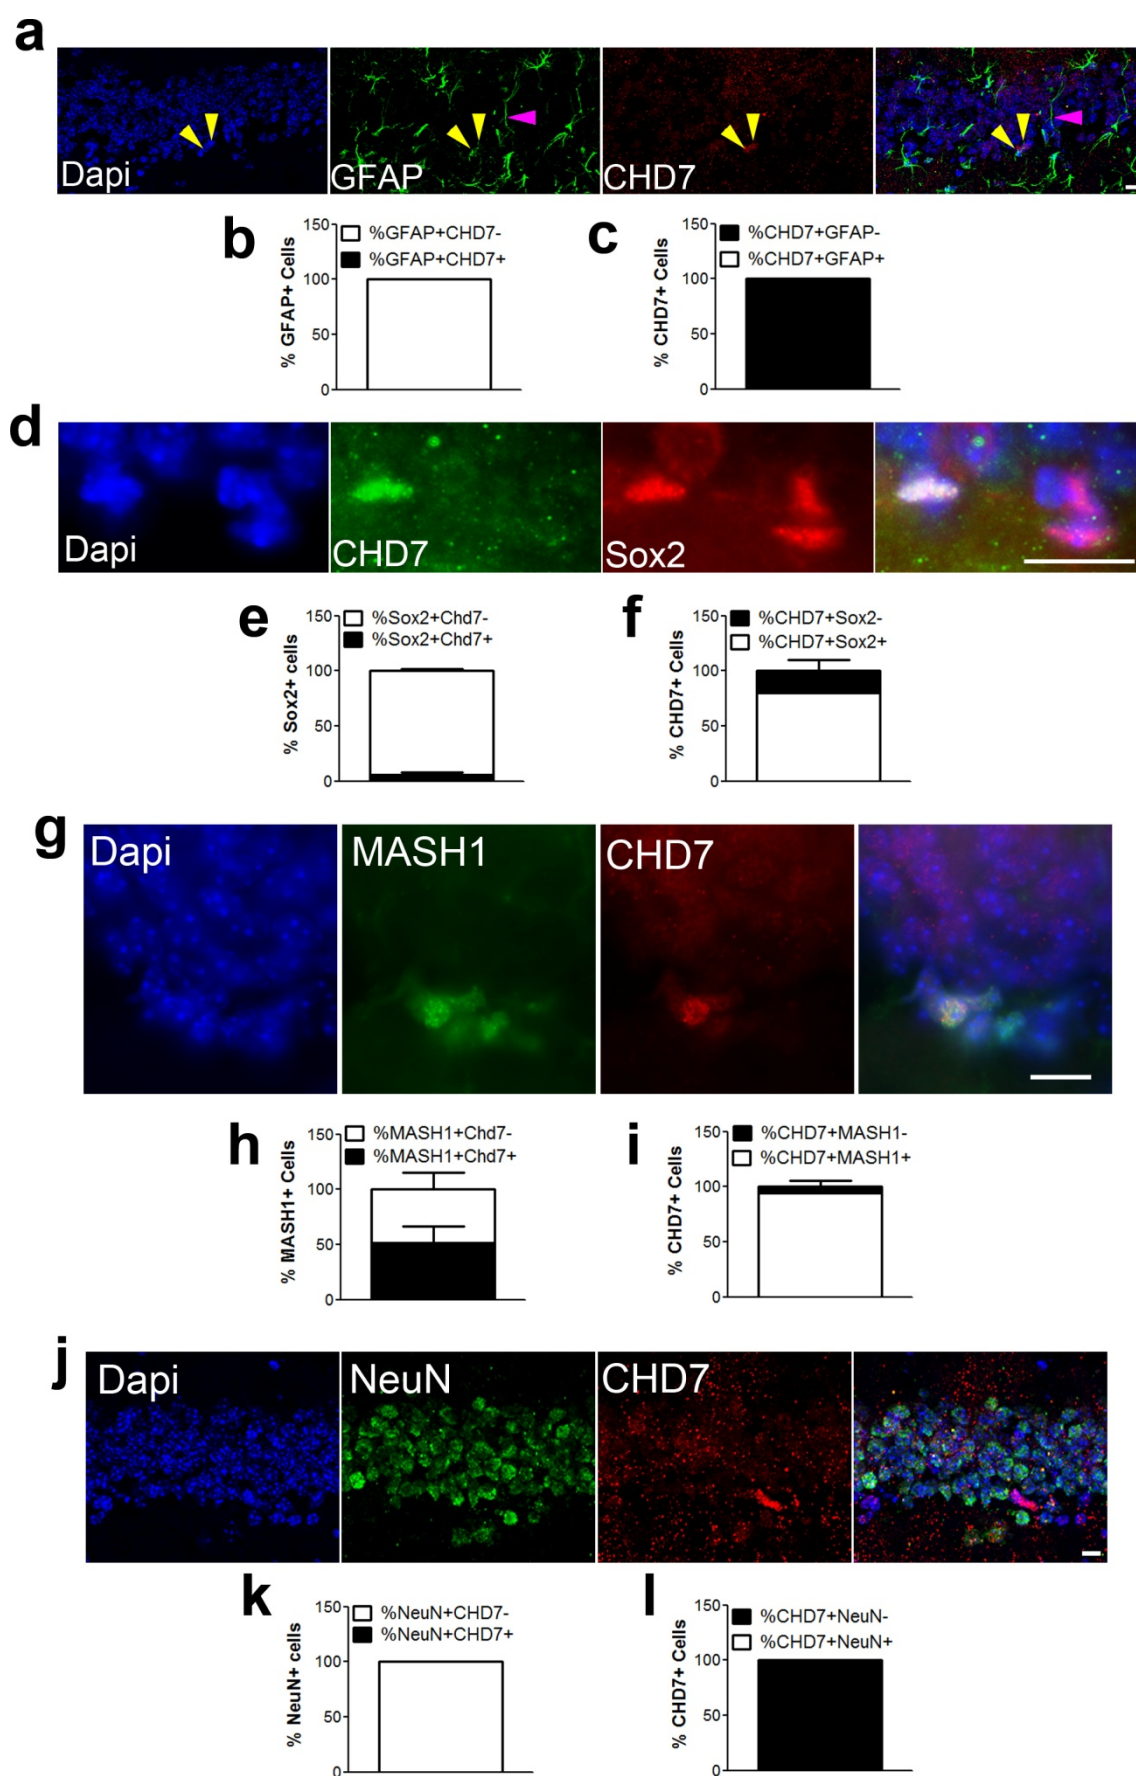 a
Dapi
GFAP
CHD7
b
150
100
50
0
% GFAP+ Cells
%GFAP+CHD7-
%GFAP+CHD7+
c
150
100
50
0
% CHD7+ Cells
%CHD7+GFAP-
%CHD7+GFAP+
d
Dapi
CHD7
Sox2
e
150
100
50
0
% Sox2+ cells
%Sox2+Chd7-
%Sox2+Chd7+
f
150
100
50
0
% CHD7+ Cells
%CHD7+Sox2-
%CHD7+Sox2+
g
Dapi
MASH1
CHD7
h
150
100
50
0
% MASH1+ Cells
%MASH1+Chd7-
%MASH1+Chd7+
i
150
100
50
0
% CHD7+ Cells
%CHD7+MASH1-
%CHD7+MASH1+
j
Dapi
NeuN
CHD7
k
150
100
50
0
% NeuN+ cells
%NeuN+CHD7-
%NeuN+CHD7+
l
150
100
50
0
% CHD7+ Cells
%CHD7+NeuN-
%CHD7+NeuN+